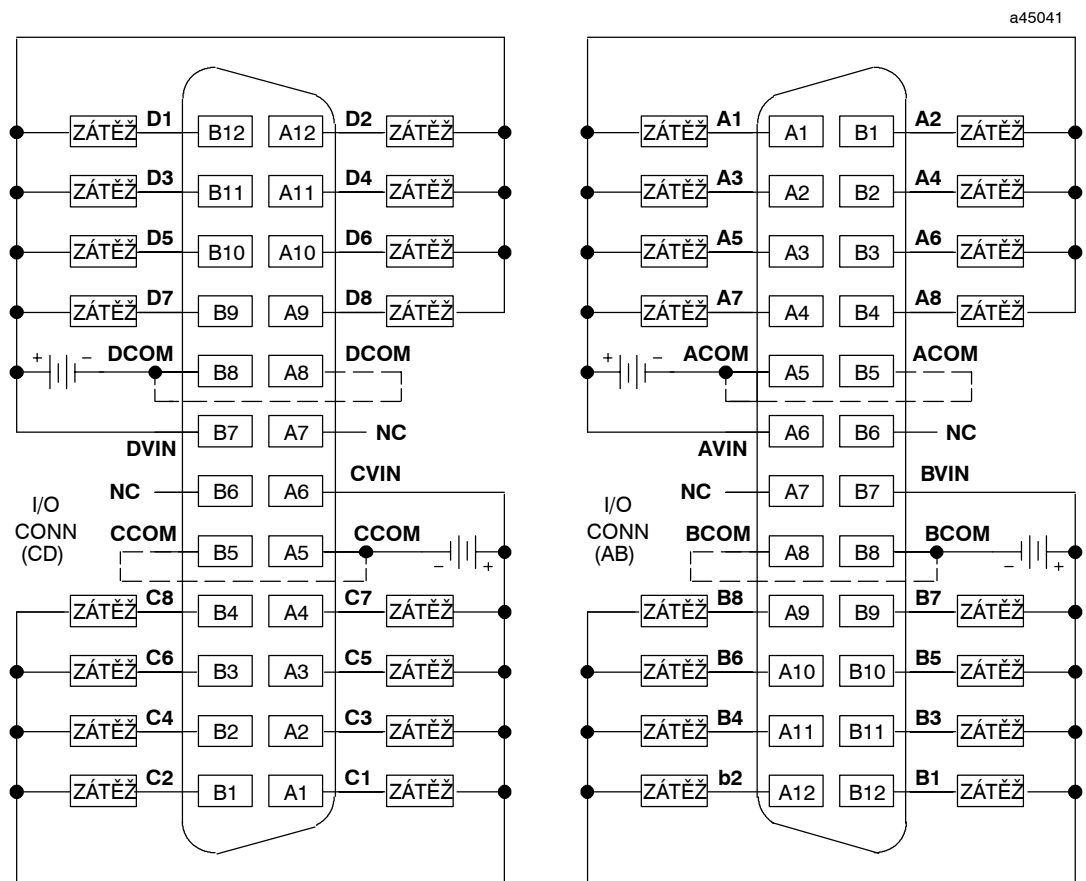 a45041
ZÁTĚŽ D1 B12 A12 D2 ZÁTĚŽ
ZÁTĚŽ D3 B11 A11 D4 ZÁTĚŽ
ZÁTĚŽ D5 B10 A10 D6 ZÁTĚŽ
ZÁTĚŽ D7 B9 A9 D8 ZÁTĚŽ
+ − DCOM B8 A8 DCOM
DVIN B7 A7 NC
NC B6 A6 CVIN
I/O
CONN
(CD)
CCOM B5 A5 CCOM − +
ZÁTĚŽ C8 B4 A4 C7 ZÁTĚŽ
ZÁTĚŽ C6 B3 A3 C5 ZÁTĚŽ
ZÁTĚŽ C4 B2 A2 C3 ZÁTĚŽ
ZÁTĚŽ C2 B1 A1 C1 ZÁTĚŽ
ZÁTĚŽ A1 A1 B1 A2 ZÁTĚŽ
ZÁTĚŽ A3 A2 B2 A4 ZÁTĚŽ
ZÁTĚŽ A5 A3 B3 A6 ZÁTĚŽ
ZÁTĚŽ A7 A4 B4 A8 ZÁTĚŽ
+ − ACOM A5 B5 ACOM
AVIN A6 B6 NC
NC A7 B7 BVIN
I/O
CONN
(AB)
BCOM A8 B8 BCOM − +
ZÁTĚŽ B8 A9 B9 B7 ZÁTĚŽ
ZÁTĚŽ B6 A10 B10 B5 ZÁTĚŽ
ZÁTĚŽ B4 A11 B11 B3 ZÁTĚŽ
ZÁTĚŽ b2 A12 B12 B1 ZÁTĚŽ